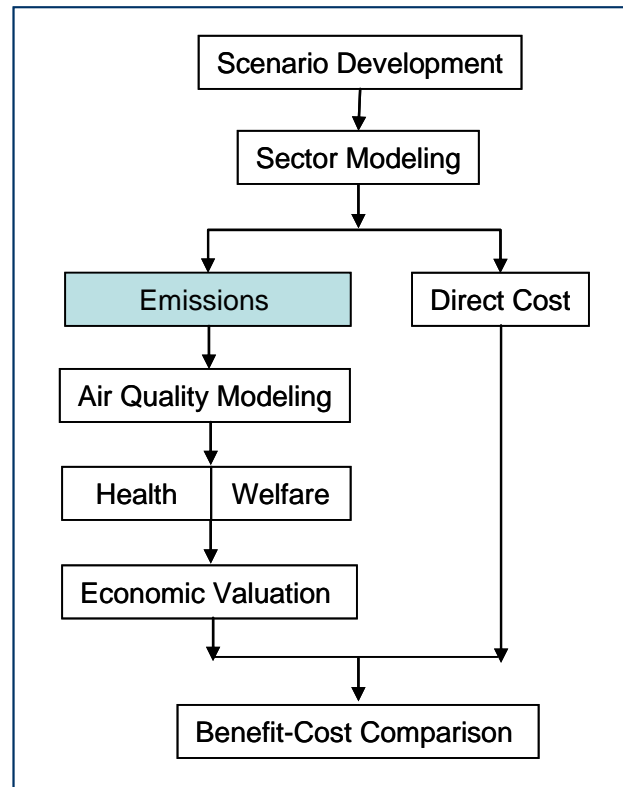 Scenario Development
Sector Modeling
Emissions
Direct Cost
Air Quality Modeling
Health
Welfare
Economic Valuation
Benefit-Cost Comparison